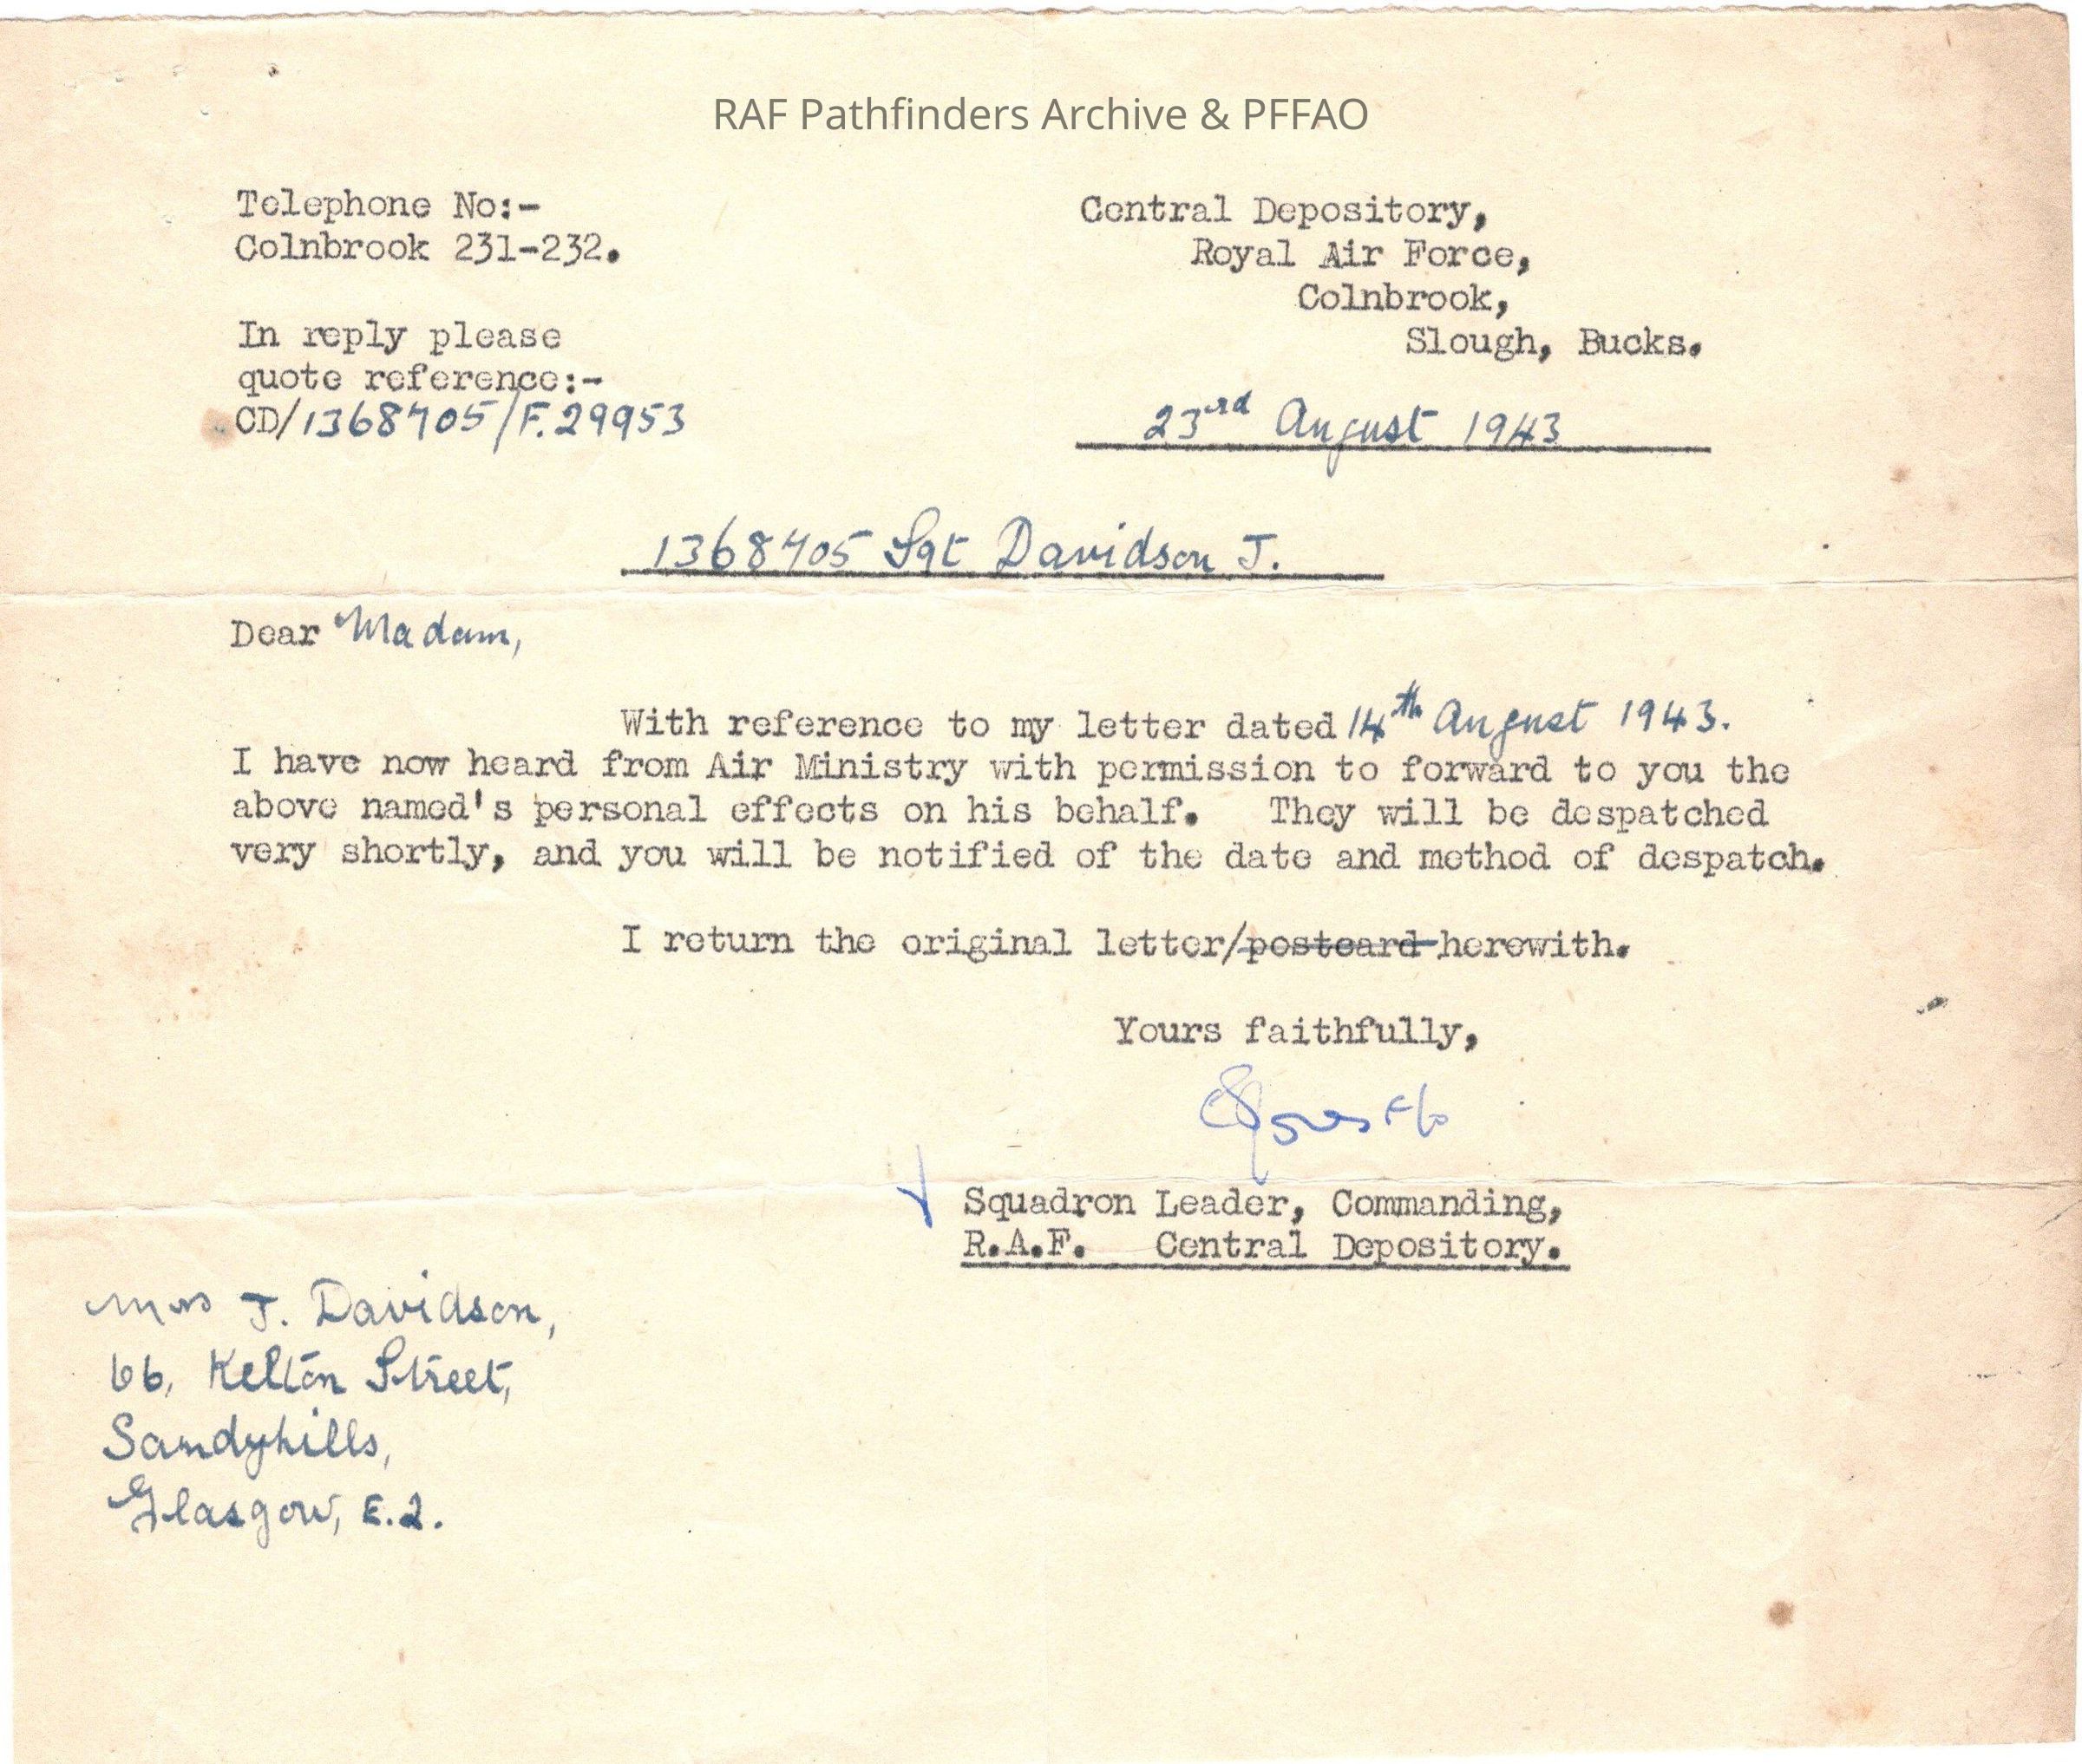 RAF Pathfinders Archive & PFFAO
Telephone No:-
Colnbrook 231-232.
In reply please
quote reference:-
CD/1368705/F.29953
Central Depository,
Royal Air Force,
Colnbrook,
Slough, Bucks.
23rd August 1943
1368705 Sgt Davidson J.
Dear Madam,
With reference to my letter dated 14th August 1943.
I have now heard from Air Ministry with permission to forward to you the
above named's personal effects on his behalf. They will be despatched
very shortly, and you will be notified of the date and method of despatch.
I return the original letter/postcard herewith.
Yours faithfully,
Squadron Leader, Commanding,
R.A.F. Central Depository.
Mrs J. Davidson,
66, Kelton Street,
Sandyhills,
Glasgow, E.2.